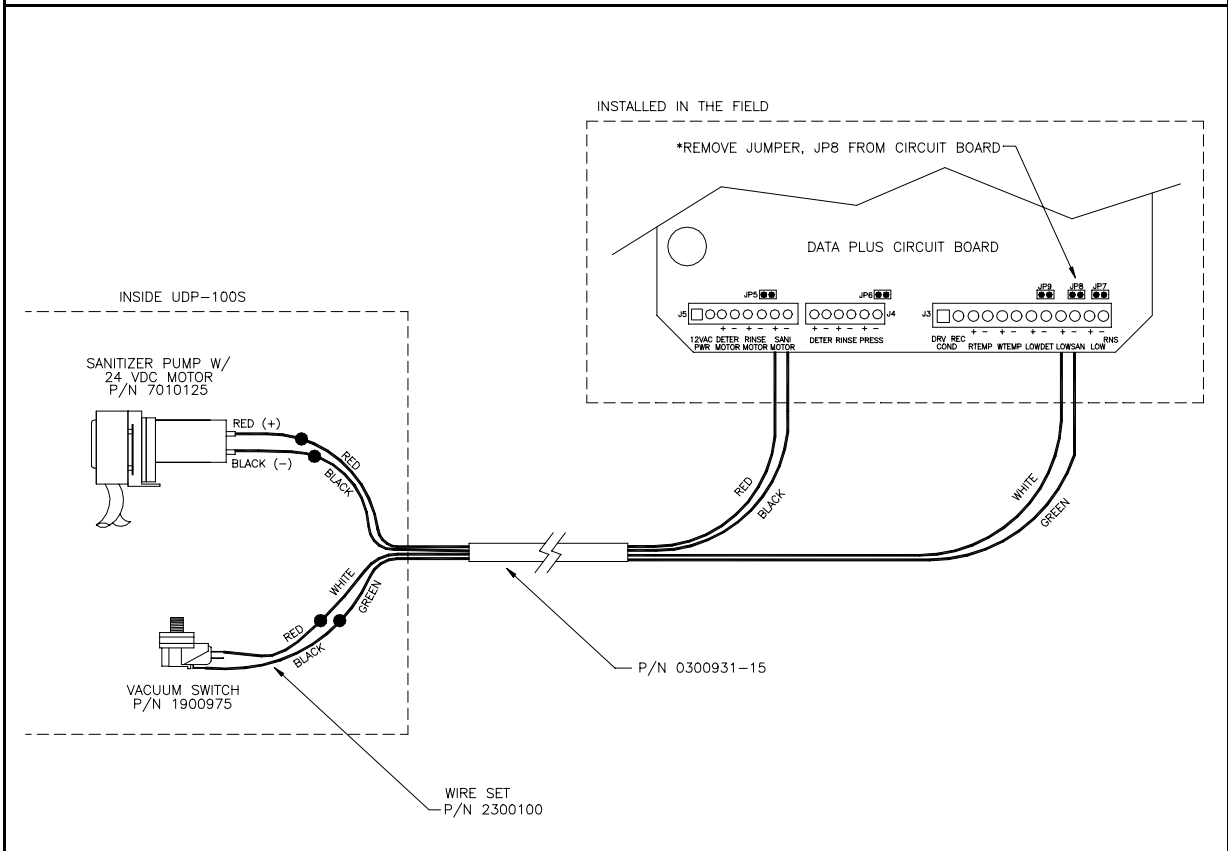 INSTALLED IN THE FIELD
*REMOVE JUMPER, JP8 FROM CIRCUIT BOARD
DATA PLUS CIRCUIT BOARD
INSIDE UDP-100S
JP5
JP6
JP9
JP8
JP7
J5
J4
J3
+ - + - + -
+ - + - + -
+ - + - + - + - + -
12VAC DETER RINSE SANI
PWR MOTOR MOTOR MOTOR
DETER RINSE PRESS
DRV REC
COND
RTEMP WTEMP LOWDET LOWSAN LOW
RNS
SANITIZER PUMP W/
24 VDC MOTOR
P/N 7010125
RED (+)
BLACK (-)
RED
BLACK
RED
BLACK
WHITE
GREEN
WHITE
GREEN
RED
BLACK
VACUUM SWITCH
P/N 1900975
P/N 0300931-15
WIRE SET
P/N 2300100